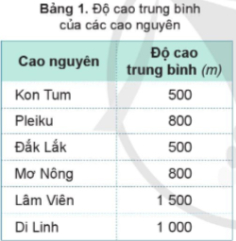 Bảng 1. Độ cao trung bình
của các cao nguyên
Cao nguyên Độ cao
trung bình (m)
Kon Tum 500
Pleiku 800
Đắk Lắk 500
Mơ Nông 800
Lâm Viên 1 500
Di Linh 1 000